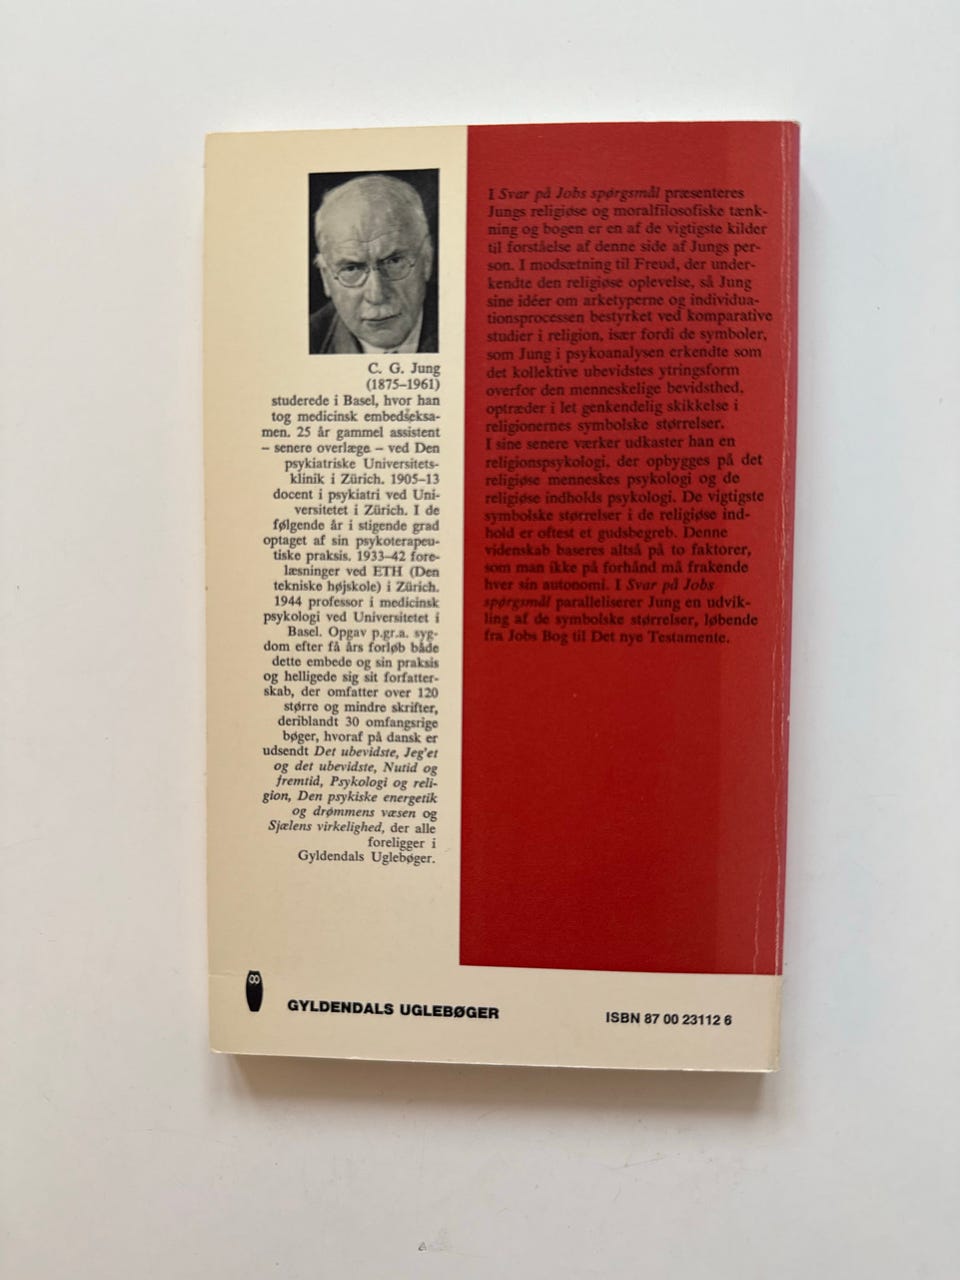 C. G. Jung
(1875–1961)
studerede i Basel, hvor han
tog medicinsk embedseksa-
men. 25 år gammel assistent
– senere overlæge – ved Den
psykiatriske Universitets-
klinik i Zürich. 1905–13
docent i psykiatri ved Uni-
versitetet i Zürich. I de
følgende år i stigende grad
optaget af sin psykoterapeu-
tiske praksis. 1933–42 fore-
læsninger ved ETH (Den
tekniske højskole) i Zürich.
1944 professor i medicinsk
psykologi ved Universitetet i
Basel. Opgav p.gr.a. syg-
dom efter få års forløb både
dette embede og sin praksis
og helligede sig sit forfatter-
skab, der omfatter over 120
større og mindre skrifter,
deriblandt 30 omfangsrige
bøger, hvoraf på dansk er
udsendt Det ubevidste, Jeg'et
og det ubevidste, Nutid og
fremtid, Psykologi og reli-
gion, Den psykiske energetik
og drømmens væsen og
Sjælens virkelighed, der alle
foreligger i
Gyldendals Uglebøger.
I Svar på Jobs spørgsmål præsenteres
Jungs religiøse og moralfilosofiske tænk-
ning og bogen er en af de vigtigste kilder
til forståelse af denne side af Jungs per-
son. I modsætning til Freud, der under-
kendte den religiøse oplevelse, så Jung
sine idéer om arketyperne og individua-
tionsprocessen bestyrket ved komparative
studier i religion, især fordi de symboler,
som Jung i psykoanalysen erkendte som
det kollektive ubevidstes ytringsform
overfor den menneskelige bevidsthed,
optræder i let genkendelig skikkelse i
religionernes symbolske størrelser.
I sine senere værker udkaster han en
religionspsykologi, der opbygges på det
religiøse menneskes psykologi og de
religiøse indholds psykologi. De vigtigste
symbolske størrelser i de religiøse ind-
hold er oftest et gudsbegreb. Denne
videnskab baseres altså på to faktorer,
som man ikke på forhånd må frakende
hver sin autonomi. I Svar på Jobs
spørgsmål paralleliserer Jung en udvik-
ling af de symbolske størrelser, løbende
fra Jobs Bog til Det nye Testamente.
GYLDENDALS UGLEBØGER
ISBN 87 00 23112 6